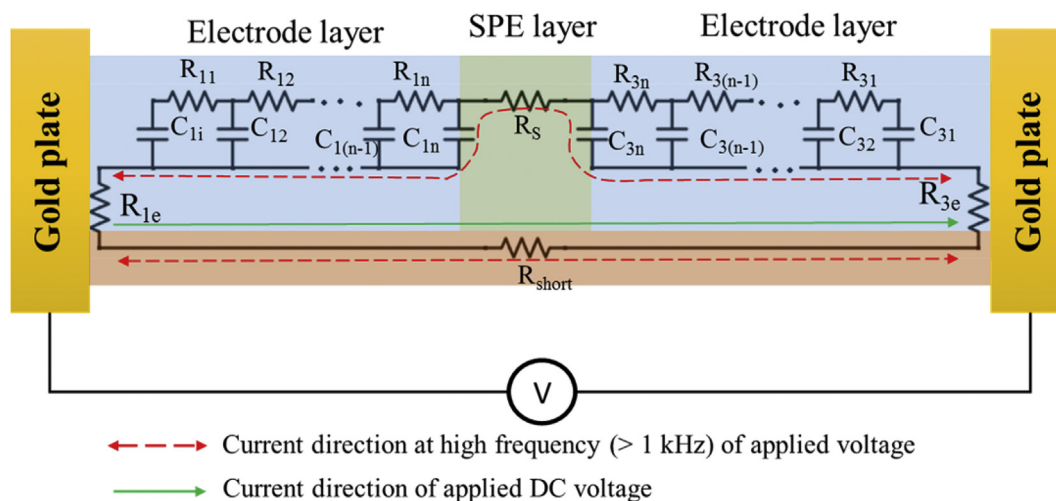 Electrode layer SPE layer Electrode layer
R11 R12 R1n R3n R3(n-1) R31
C1i C12 C1(n-1) C1n RS C3n C3(n-1) C32 C31
R1e R3e
Rshort
Gold plate
Gold plate
V
Current direction at high frequency (> 1 kHz) of applied voltage
Current direction of applied DC voltage